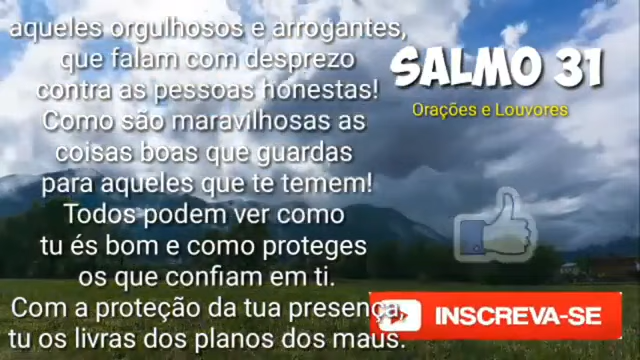 aqueles orgulhosos e arrogantes,
que falam com desprezo
contra as pessoas honestas!
Como são maravilhosas as
coisas boas que guardas
para aqueles que te temem!
Todos podem ver como
tu és bom e como proteges
os que confiam em ti.
Com a proteção da tua presença,
tu os livras dos planos dos maus.
SALMO 31
Orações e Louvores
INSCREVA-SE